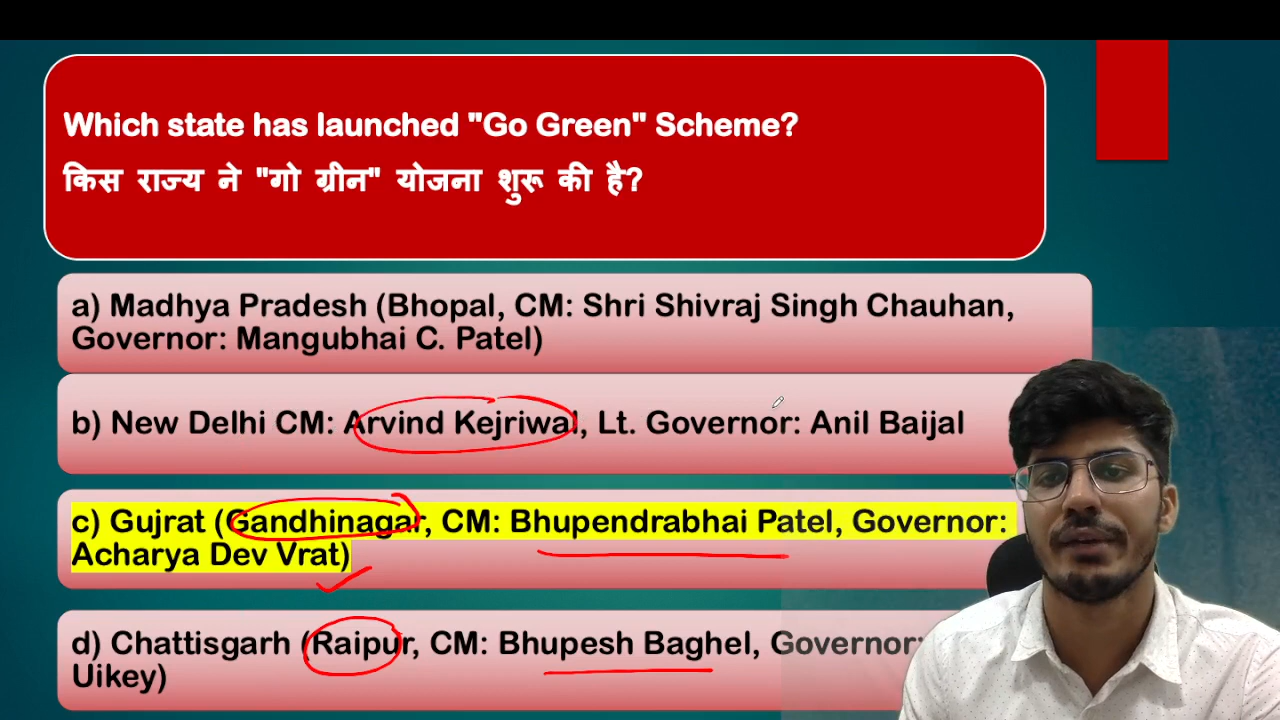 Which state has launched "Go Green" Scheme?
किस राज्य ने "गो ग्रीन" योजना शुरू की है?
a) Madhya Pradesh (Bhopal, CM: Shri Shivraj Singh Chauhan,
Governor: Mangubhai C. Patel)
b) New Delhi CM: Arvind Kejriwal, Lt. Governor: Anil Baijal
c) Gujrat (Gandhinagar, CM: Bhupendrabhai Patel, Governor:
Acharya Dev Vrat)
d) Chattisgarh (Raipur, CM: Bhupesh Baghel, Governor:
Uikey)